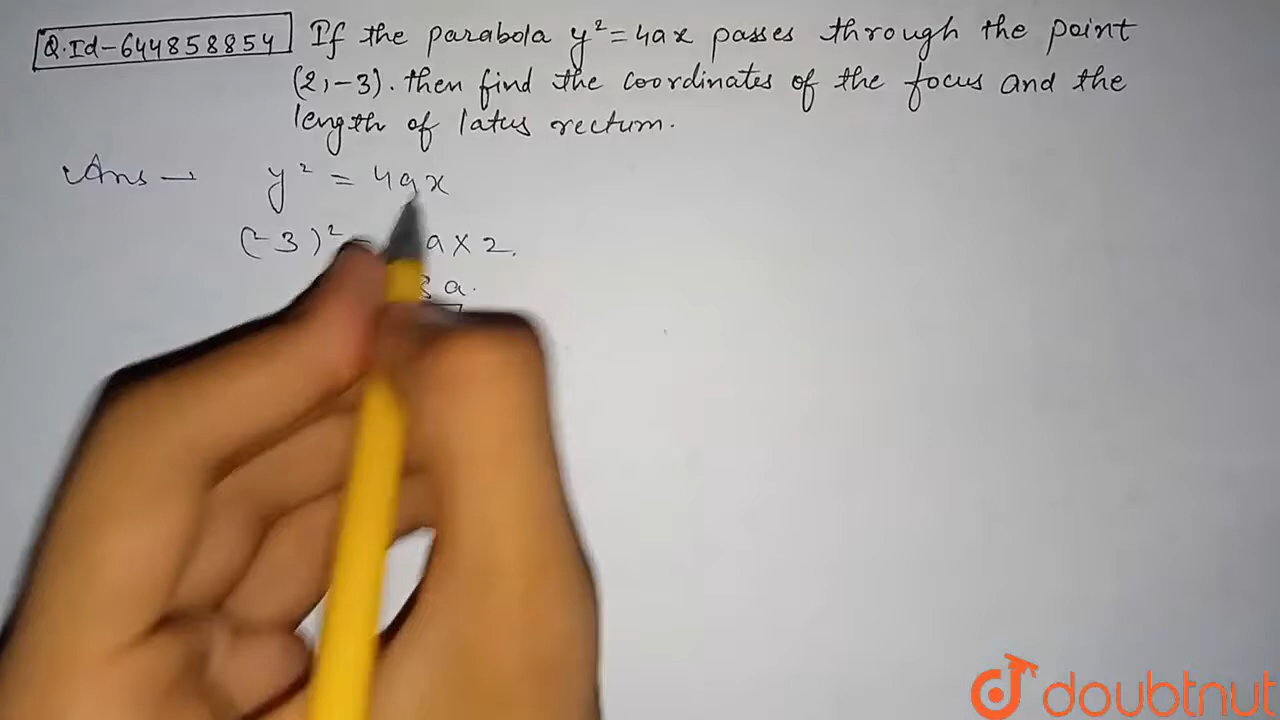 Q.Id-644858854 If the parabola y²=4ax passes through the point
(2,-3). then find the coordinates of the focus and the
length of latus rectum.
Ans → y² = 4ax
(-3)² = a×2.
8 a.
doubtnut